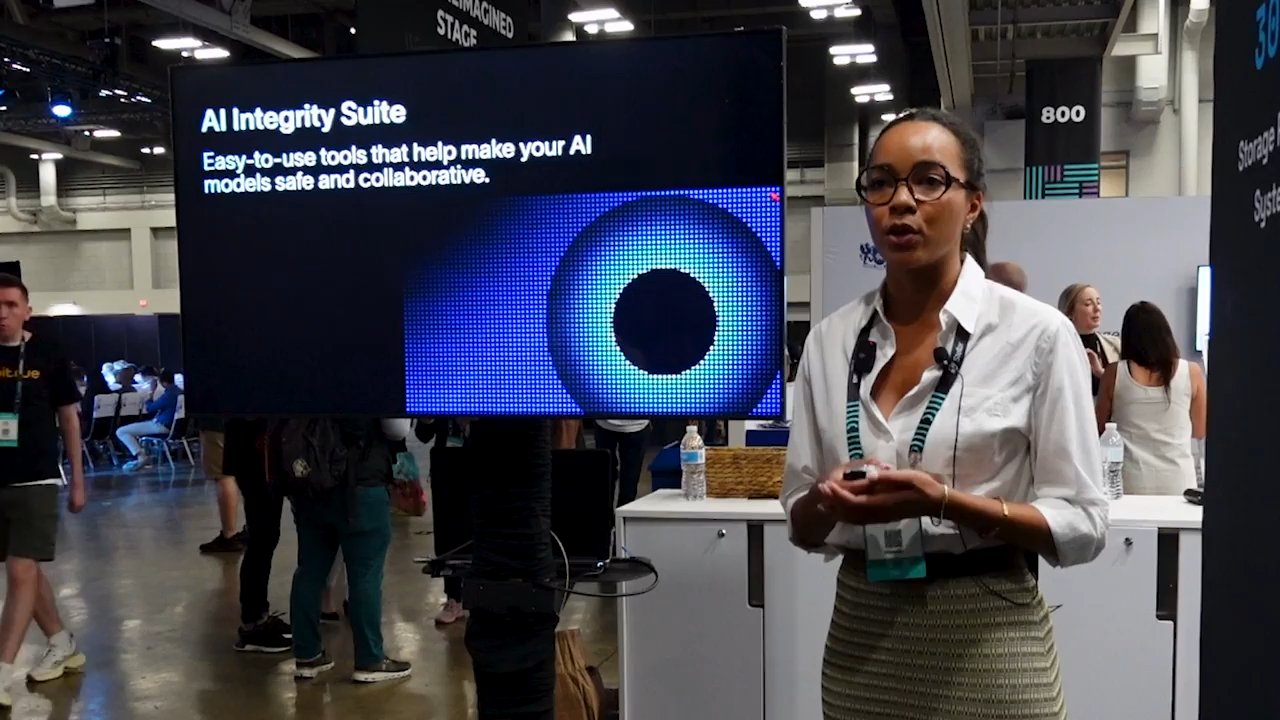 REIMAGINED
STAGE
AI Integrity Suite
Easy-to-use tools that help make your AI
models safe and collaborative.
800
Storage